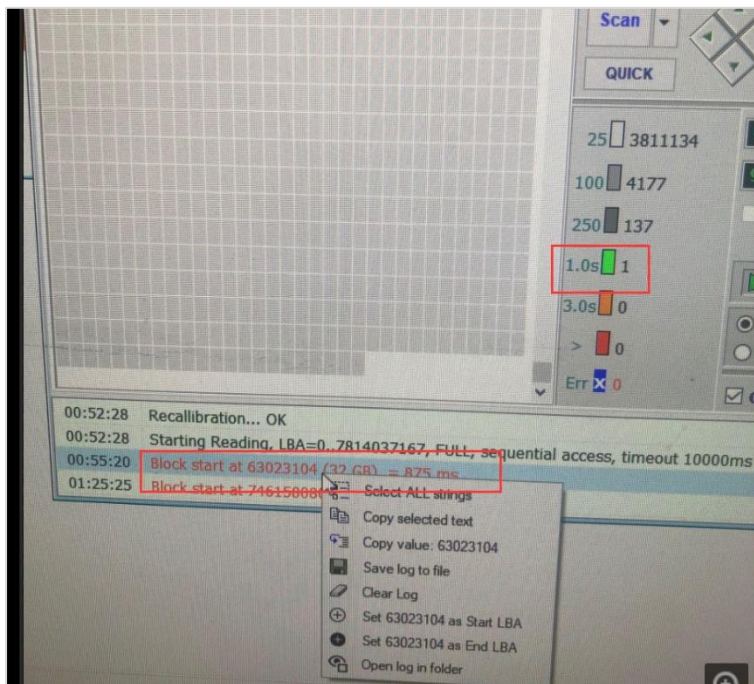 Scan
QUICK
25 3811134
100 4177
250 137
1.0s 1
3.0s 0
> 0
Err x 0
00:52:28 Recallibration... OK
00:52:28 Starting Reading, LBA=0..7814037167, FULL, sequential access, timeout 10000ms
00:55:20 Block start at 63023104 (32 GB) = 875 ms
01:25:25 Block start at
Select ALL strings
Copy selected text
Copy value: 63023104
Save log to file
Clear Log
Set 63023104 as Start LBA
Set 63023104 as End LBA
Open log in folder